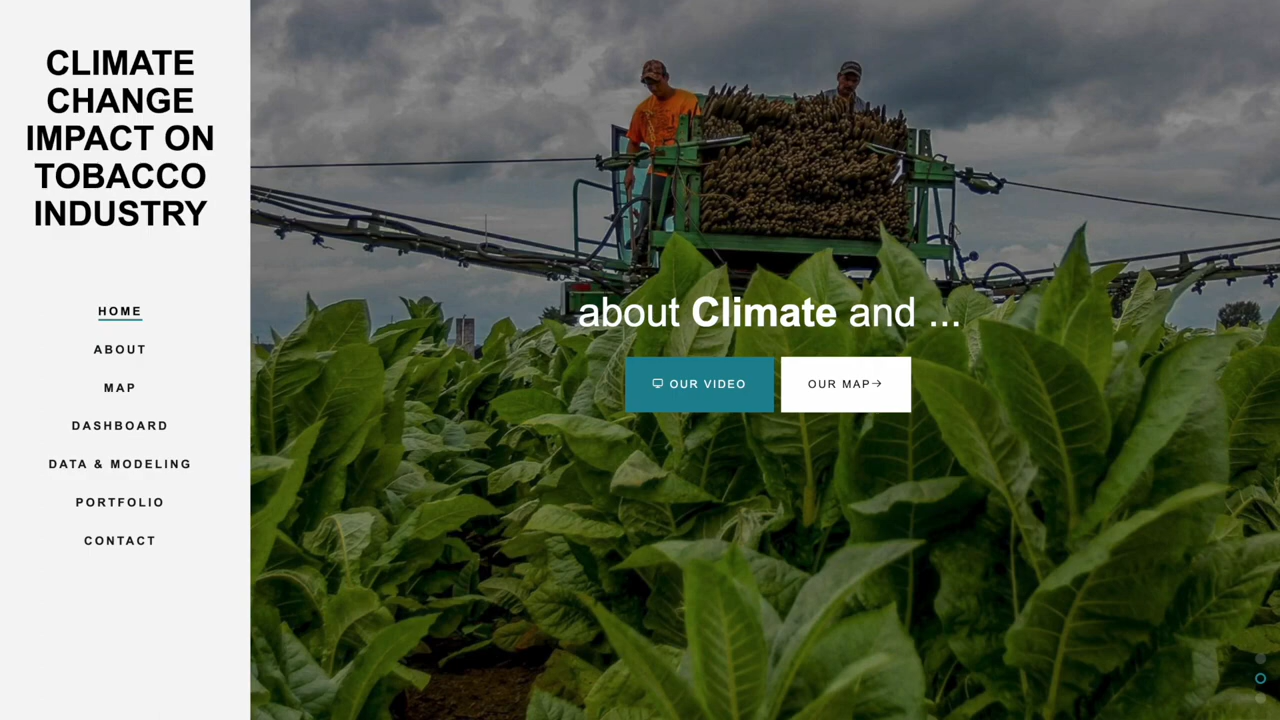 CLIMATE
CHANGE
IMPACT ON
TOBACCO
INDUSTRY
HOME
ABOUT
MAP
DASHBOARD
DATA & MODELING
PORTFOLIO
CONTACT
about Climate and ...
OUR VIDEO
OUR MAP→